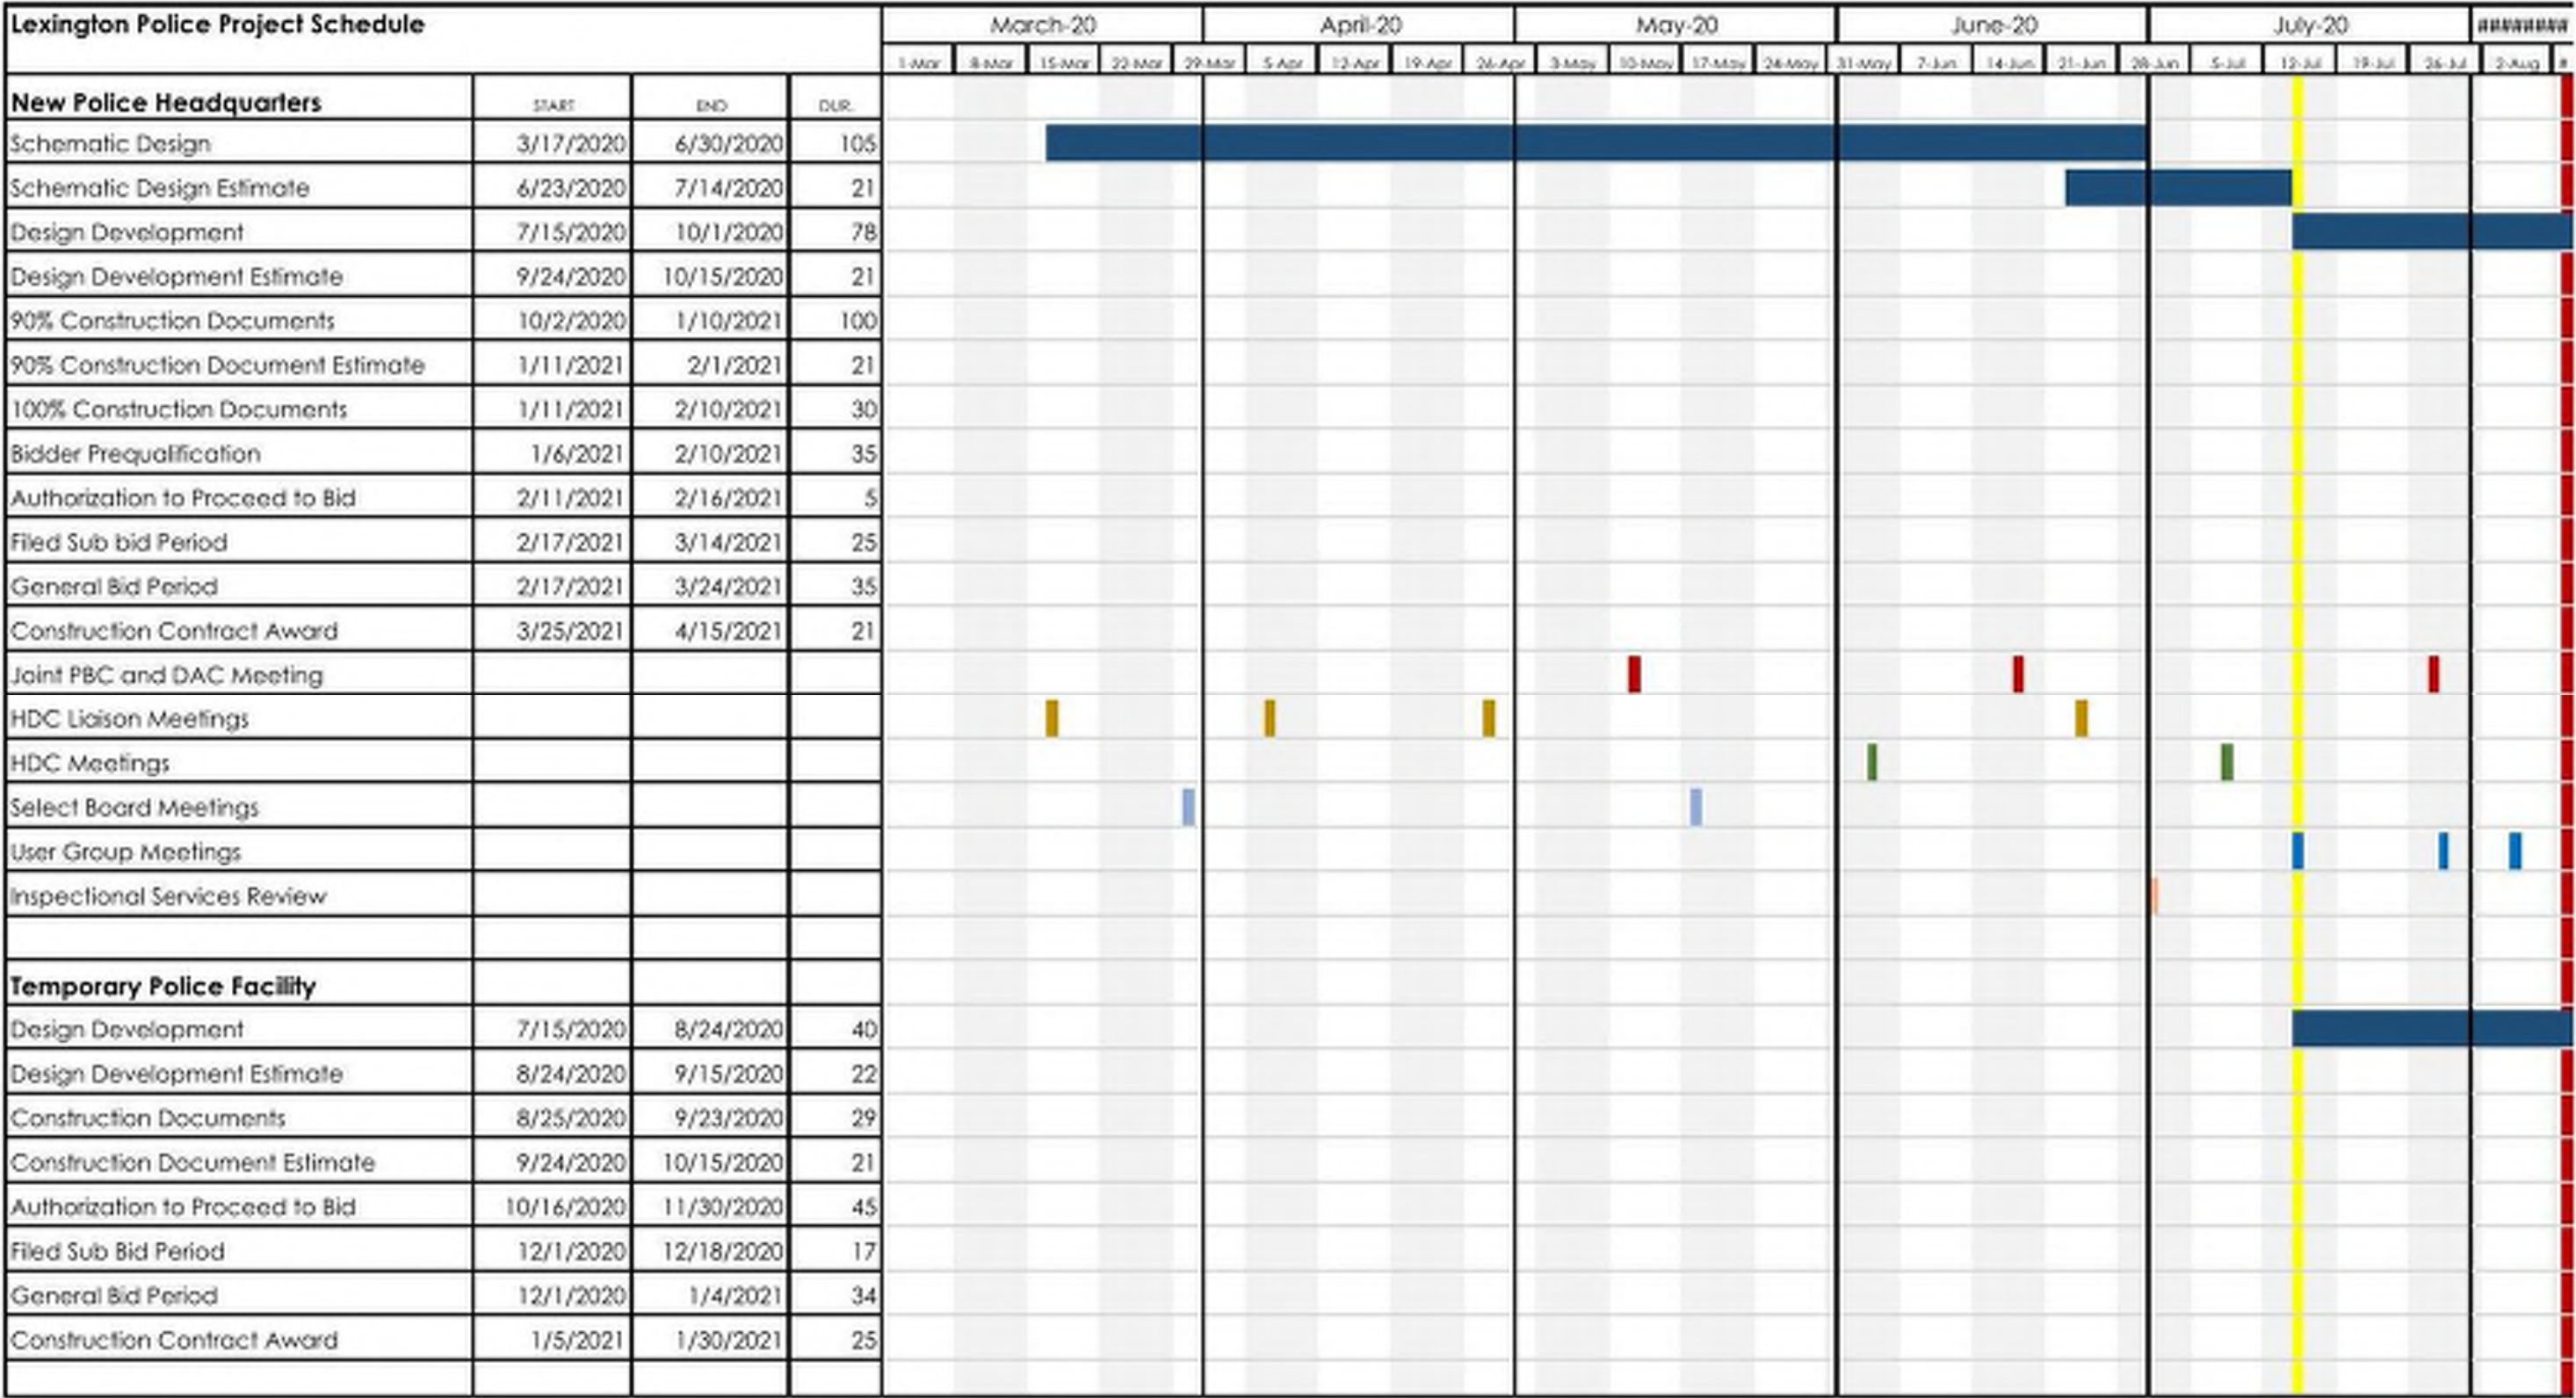 Lexington Police Project Schedule March-20 April-20 May-20 June-20 July-20 ########
1-Mar 8-Mar 15-Mar 22-Mar 29-Mar 5-Apr 12-Apr 19-Apr 26-Apr 3-May 10-May 17-May 24-May 31-May 7-Jun 14-Jun 21-Jun 28-Jun 5-Jul 12-Jul 19-Jul 26-Jul 2-Aug #
New Police Headquarters START END DUR.
Schematic Design 3/17/2020 6/30/2020 105
Schematic Design Estimate 6/23/2020 7/14/2020 21
Design Development 7/15/2020 10/1/2020 78
Design Development Estimate 9/24/2020 10/15/2020 21
90% Construction Documents 10/2/2020 1/10/2021 100
90% Construction Document Estimate 1/11/2021 2/1/2021 21
100% Construction Documents 1/11/2021 2/10/2021 30
Bidder Prequalification 1/6/2021 2/10/2021 35
Authorization to Proceed to Bid 2/11/2021 2/16/2021 5
Filed Sub bid Period 2/17/2021 3/14/2021 25
General Bid Period 2/17/2021 3/24/2021 35
Construction Contract Award 3/25/2021 4/15/2021 21
Joint PBC and DAC Meeting
HDC Liaison Meetings
HDC Meetings
Select Board Meetings
User Group Meetings
Inspectional Services Review
Temporary Police Facility
Design Development 7/15/2020 8/24/2020 40
Design Development Estimate 8/24/2020 9/15/2020 22
Construction Documents 8/25/2020 9/23/2020 29
Construction Document Estimate 9/24/2020 10/15/2020 21
Authorization to Proceed to Bid 10/16/2020 11/30/2020 45
Filed Sub Bid Period 12/1/2020 12/18/2020 17
General Bid Period 12/1/2020 1/4/2021 34
Construction Contract Award 1/5/2021 1/30/2021 25